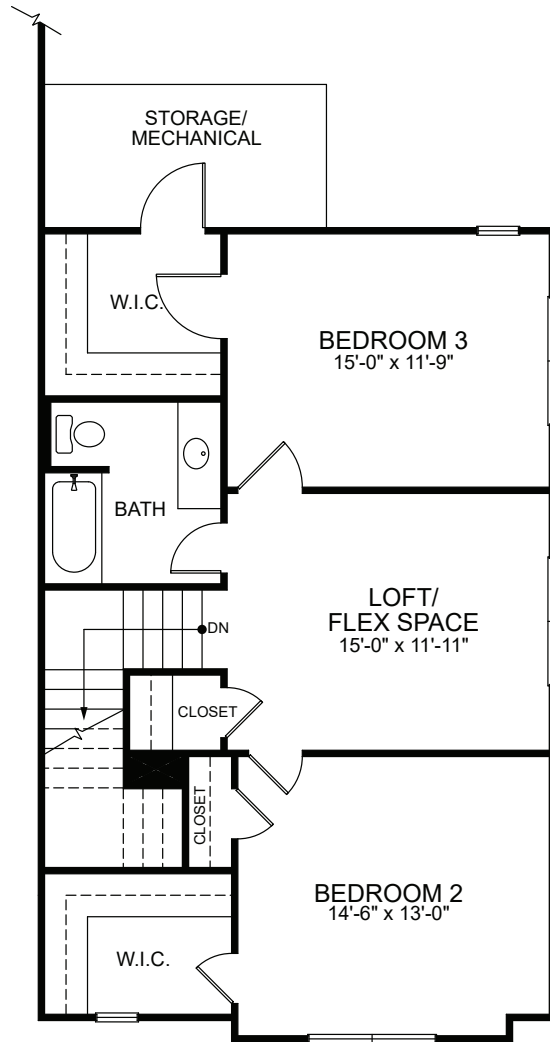 STORAGE/
MECHANICAL
W.I.C.
BEDROOM 3
15'-0" x 11'-9"
BATH
LOFT/
FLEX SPACE
15'-0" x 11'-11"
DN
CLOSET
CLOSET
BEDROOM 2
14'-6" x 13'-0"
W.I.C.